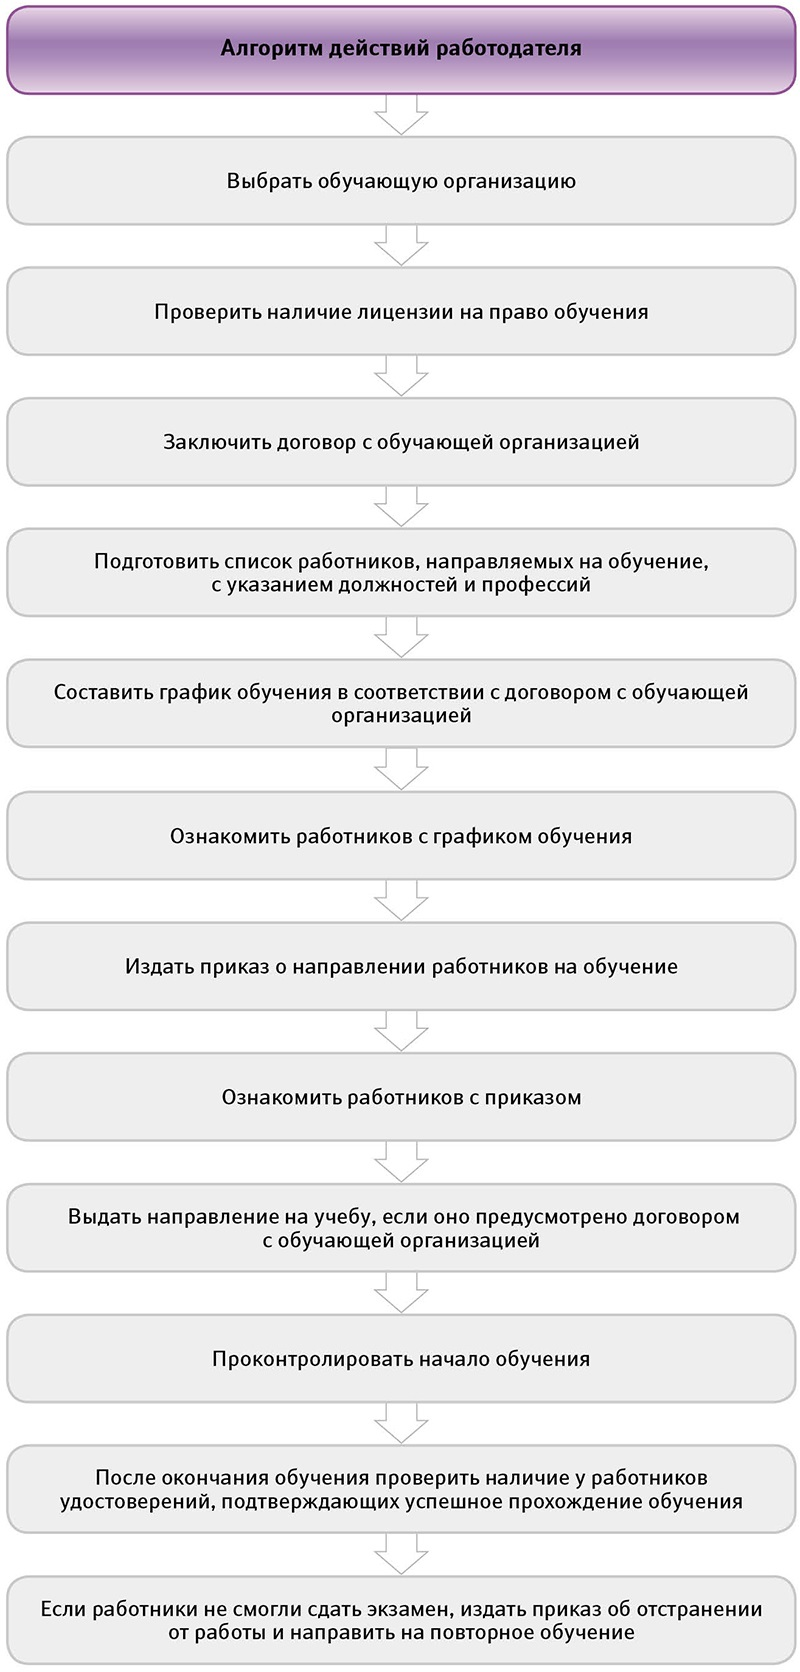 Алгоритм действий работодателя
Выбрать обучающую организацию
Проверить наличие лицензии на право обучения
Заключить договор с обучающей организацией
Подготовить список работников, направляемых на обучение,
с указанием должностей и профессий
Составить график обучения в соответствии с договором с обучающей
организацией
Ознакомить работников с графиком обучения
Издать приказ о направлении работников на обучение
Ознакомить работников с приказом
Выдать направление на учебу, если оно предусмотрено договором
с обучающей организацией
Проконтролировать начало обучения
После окончания обучения проверить наличие у работников
удостоверений, подтверждающих успешное прохождение обучения
Если работники не смогли сдать экзамен, издать приказ об отстранении
от работы и направить на повторное обучение